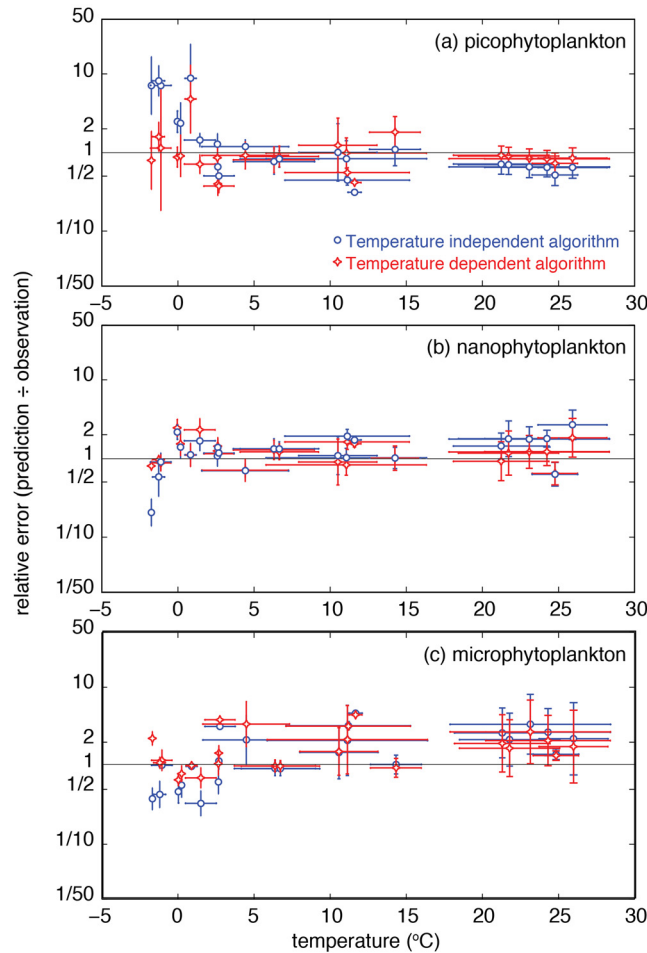 50
(a) picophytoplankton
10
2
1
1/2
1/10
Temperature independent algorithm
Temperature dependent algorithm
1/50
−5 0 5 10 15 20 25 30
50
(b) nanophytoplankton
10
2
1
1/2
1/10
1/50
−5 0 5 10 15 20 25 30
50
(c) microphytoplankton
10
2
1
1/2
1/10
1/50
−5 0 5 10 15 20 25 30
temperature (ºC)
relative error (prediction ÷ observation)